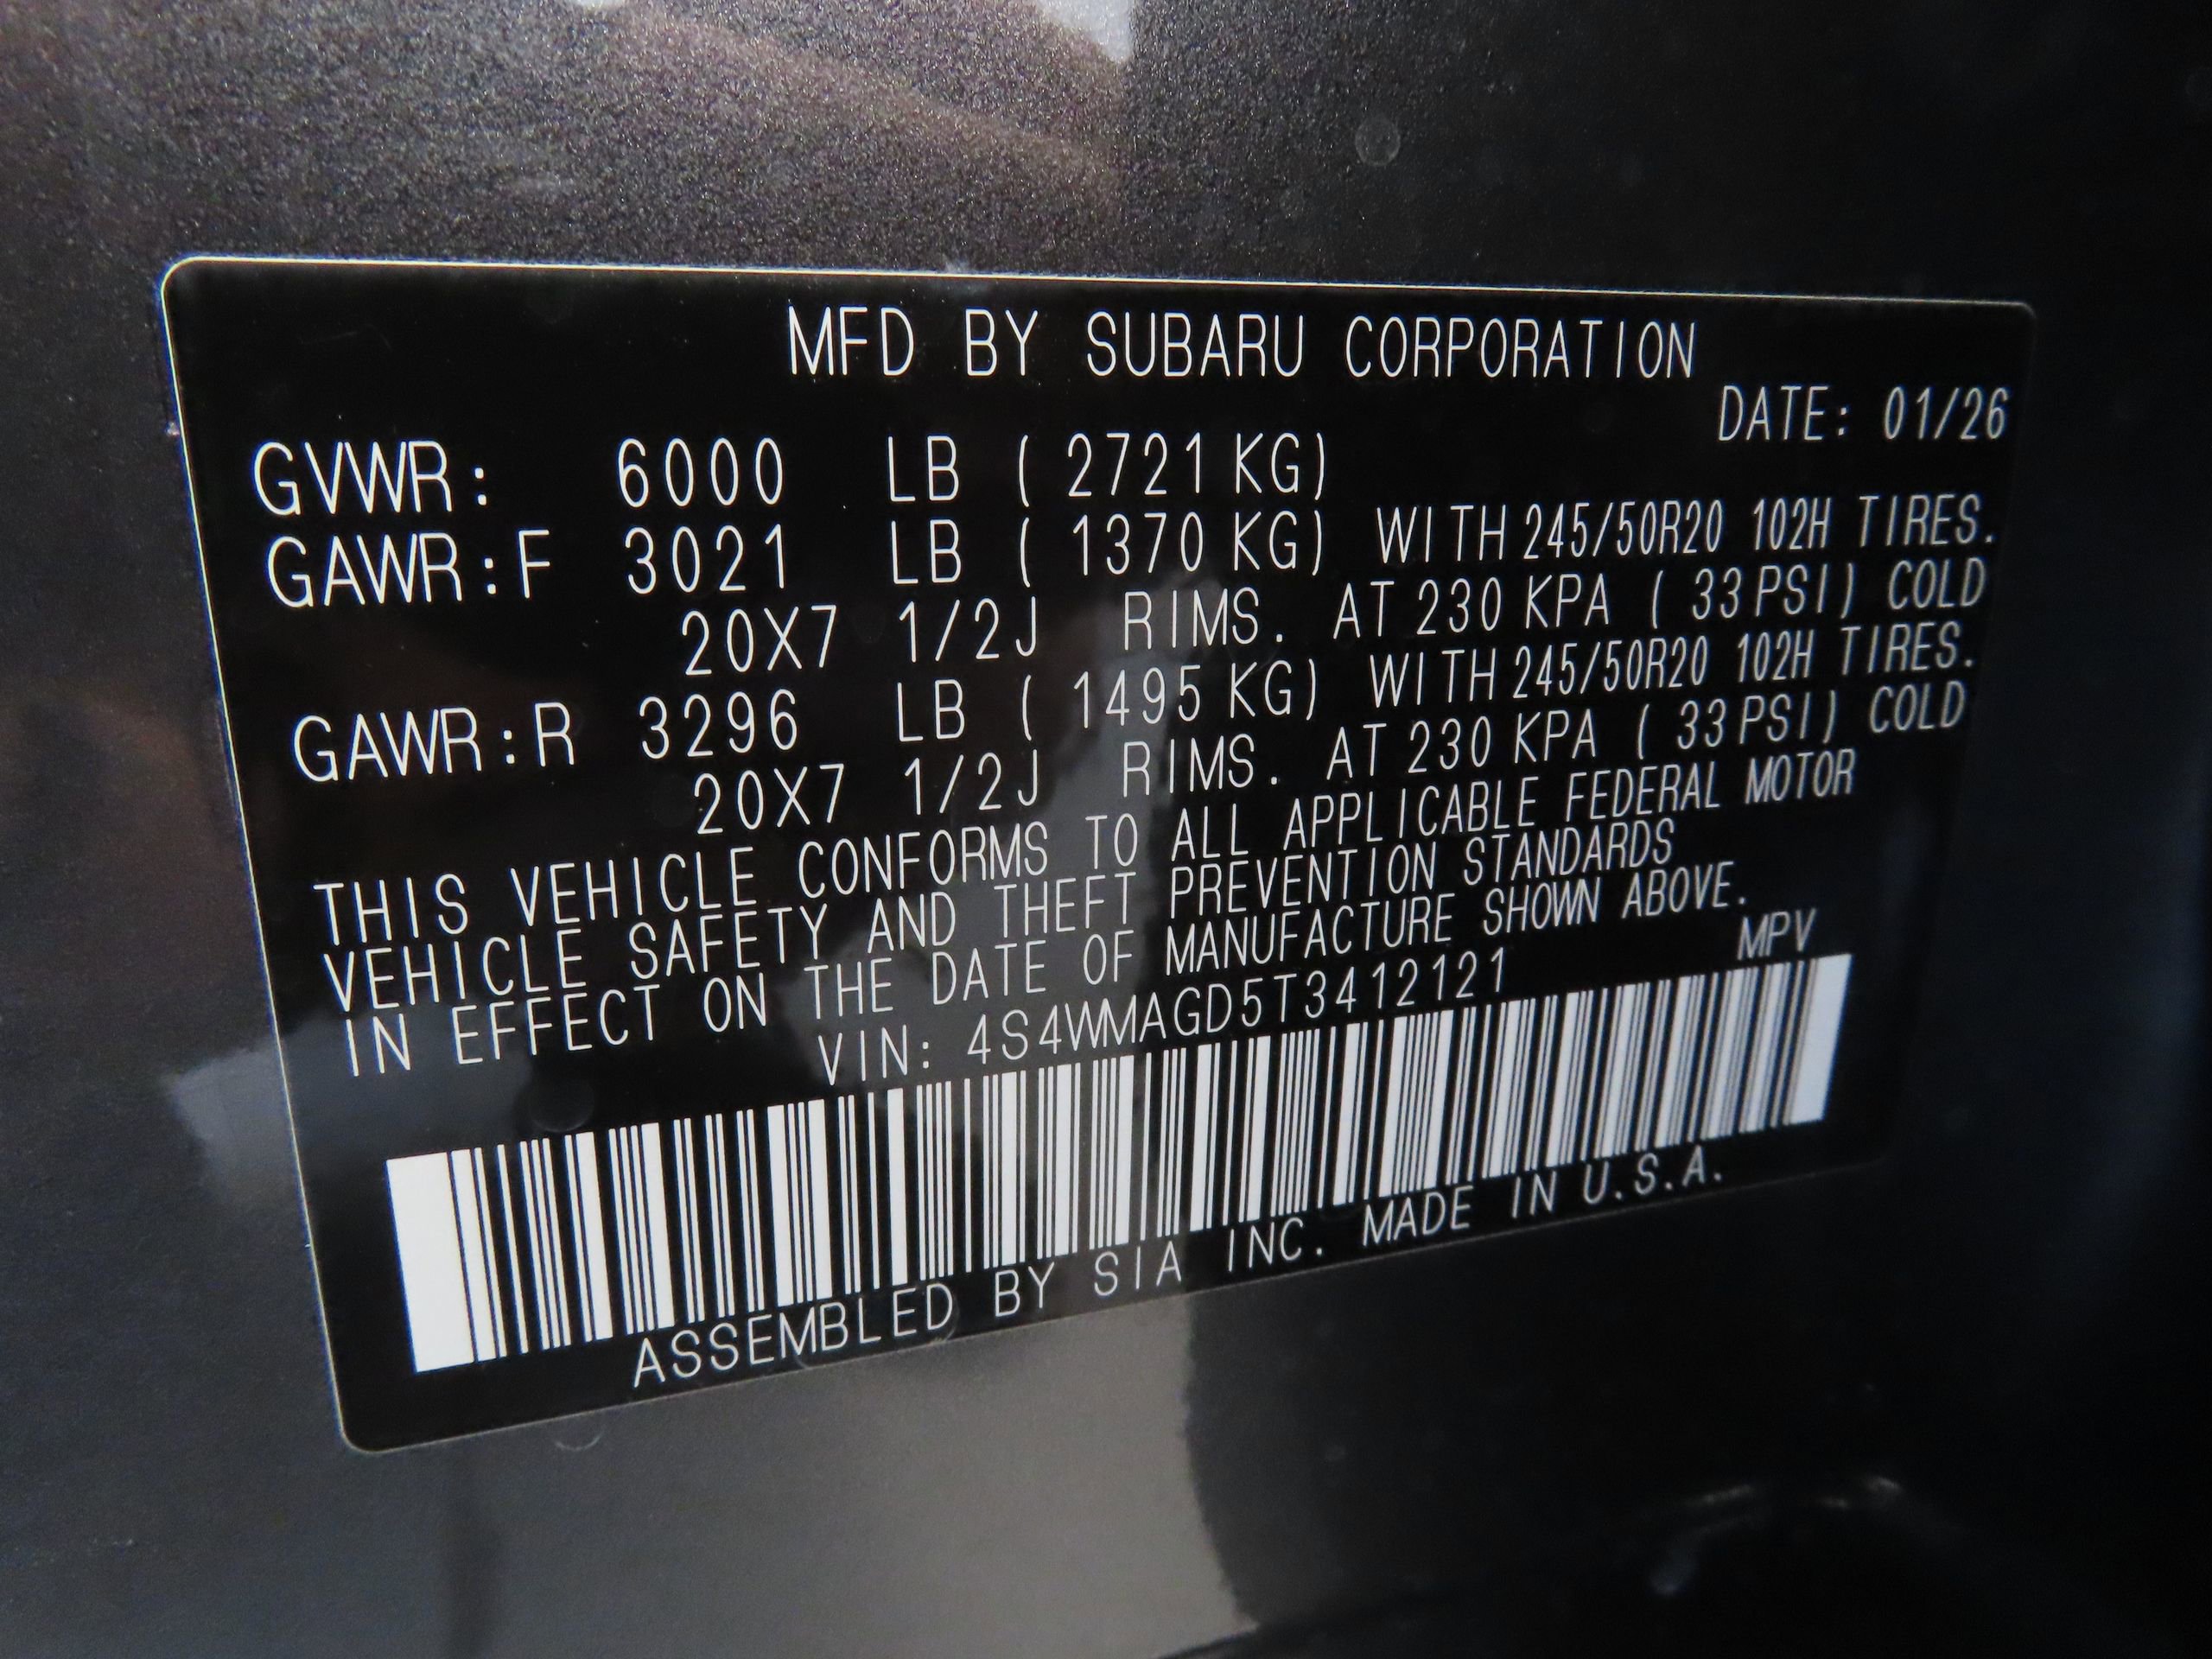 MFD BY SUBARU CORPORATION
DATE: 01/26
GVWR: 6000 LB ( 2721 KG)
GAWR:F 3021 LB ( 1370 KG) WITH 245/50R20 102H TIRES.
20X7 1/2J RIMS. AT 230 KPA ( 33 PSI) COLD
GAWR:R 3296 LB ( 1495 KG) WITH 245/50R20 102H TIRES.
20X7 1/2J RIMS. AT 230 KPA ( 33 PSI) COLD
THIS VEHICLE CONFORMS TO ALL APPLICABLE FEDERAL MOTOR
VEHICLE SAFETY AND THEFT PREVENTION STANDARDS
IN EFFECT ON THE DATE OF MANUFACTURE SHOWN ABOVE.
VIN: 4S4WMAGD5T3412121 MPV
ASSEMBLED BY SIA INC. MADE IN U.S.A.